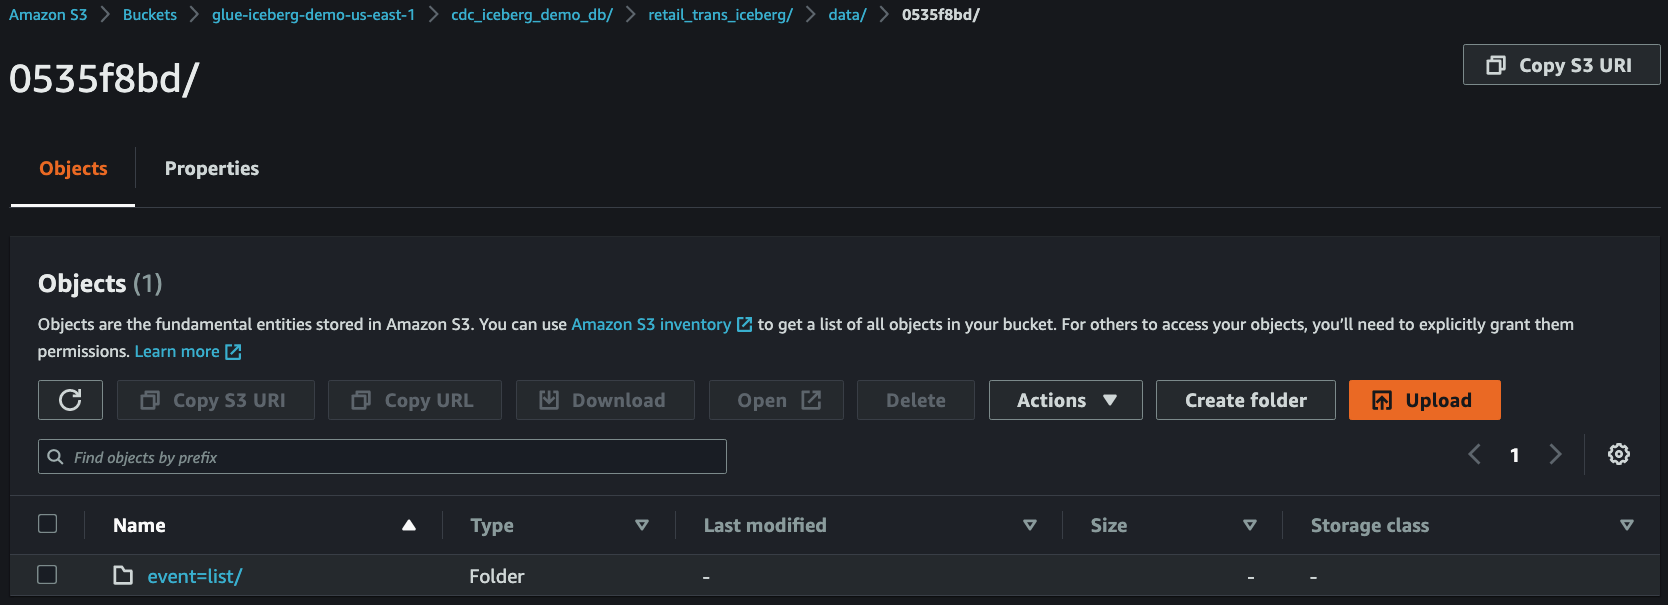 Amazon S3 > Buckets > glue-iceberg-demo-us-east-1 > cdc_iceberg_demo_db/ > retail_trans_iceberg/ > data/ > 0535f8bd/
0535f8bd/
Copy S3 URI
Objects
Properties
Objects (1)
Objects are the fundamental entities stored in Amazon S3. You can use Amazon S3 inventory to get a list of all objects in your bucket. For others to access your objects, you’ll need to explicitly grant them
permissions. Learn more
Copy S3 URI Copy URL Download Open Delete Actions Create folder Upload
Find objects by prefix
1
Name Type Last modified Size Storage class
event=list/ Folder - - -